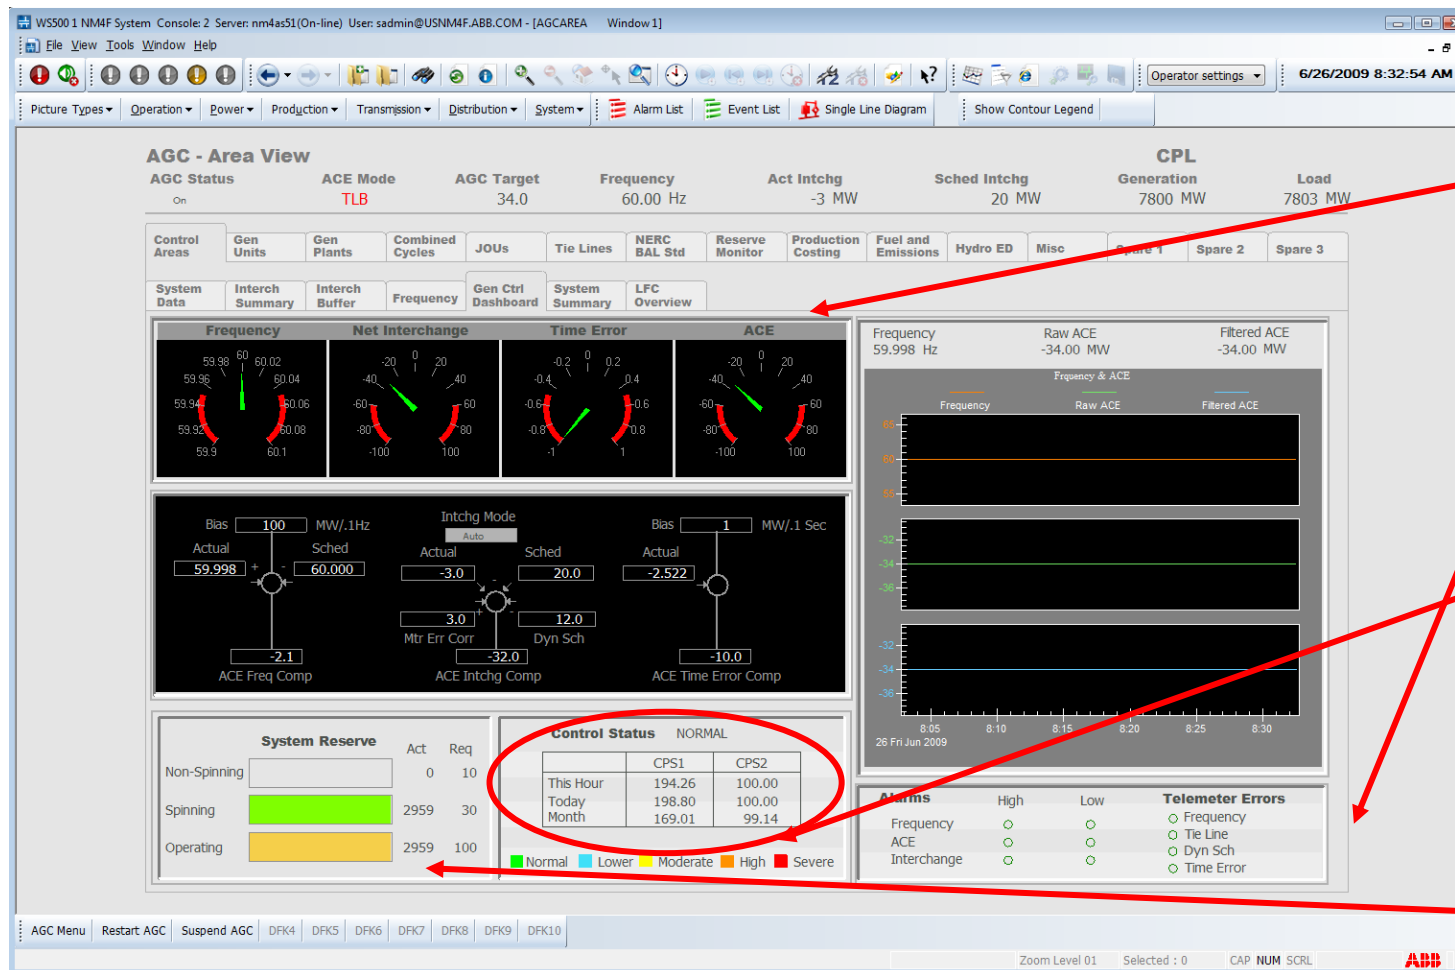 WS500 1 NM4F System Console: 2 Server: nm4as51(On-line) User: sadmin@USNM4F.ABB.COM - [AGCAREA Window1]
File View Tools Window Help
Operator settings 6/26/2009 8:32:54 AM
Picture Types Operation Power Production Transmission Distribution System Alarm List Event List Single Line Diagram Show Contour Legend
AGC - Area View CPL
AGC Status ACE Mode AGC Target Frequency Act Intchg Sched Intchg Generation Load
On TLB 34.0 60.00 Hz -3 MW 20 MW 7800 MW 7803 MW
Control Areas Gen Units Gen Plants Combined Cycles JOUs Tie Lines NERC BAL Std Reserve Monitor Production Costing Fuel and Emissions Hydro ED Misc Spare 1 Spare 2 Spare 3
System Data Interch Summary Interch Buffer Frequency Gen Ctrl Dashboard System Summary LFC Overview
Frequency Net Interchange Time Error ACE
59.9 59.92 59.94 59.96 59.98 60 60.02 60.04 60.06 60.08 60.1
-100 -80 -60 -40 -20 0 20 40 60 80 100
-1 -0.8 -0.6 -0.4 -0.2 0 0.2 0.4 0.6 0.8 1
-100 -80 -60 -40 -20 0 20 40 60 80 100
Frequency Raw ACE Filtered ACE
59.998 Hz -34.00 MW -34.00 MW
Frquency & ACE
Frequency Raw ACE Filtered ACE
65
60
55
-32
-34
-36
-32
-34
-36
8:05 8:10 8:15 8:20 8:25 8:30
26 Fri Jun 2009
Bias 100 MW/.1Hz
Actual Sched
59.998 + - 60.000
-2.1
ACE Freq Comp
Intchg Mode
Auto
Actual Sched
-3.0 - 20.0
3.0 + - 12.0
Mtr Err Corr Dyn Sch
-32.0
ACE Intchg Comp
Bias 1 MW/.1 Sec
Actual
-2.522
-10.0
ACE Time Error Comp
System Reserve Act Req
Non-Spinning 0 10
Spinning 2959 30
Operating 2959 100
Control Status NORMAL
CPS1 CPS2
This Hour 194.26 100.00
Today 198.80 100.00
Month 169.01 99.14
Normal Lower Moderate High Severe
Alarms High Low
Frequency
ACE
Interchange
Telemeter Errors
Frequency
Tie Line
Dyn Sch
Time Error
AGC Menu Restart AGC Suspend AGC DFK4 DFK5 DFK6 DFK7 DFK8 DFK9 DFK10
Zoom Level 01 Selected : 0 CAP NUM SCRL ABB